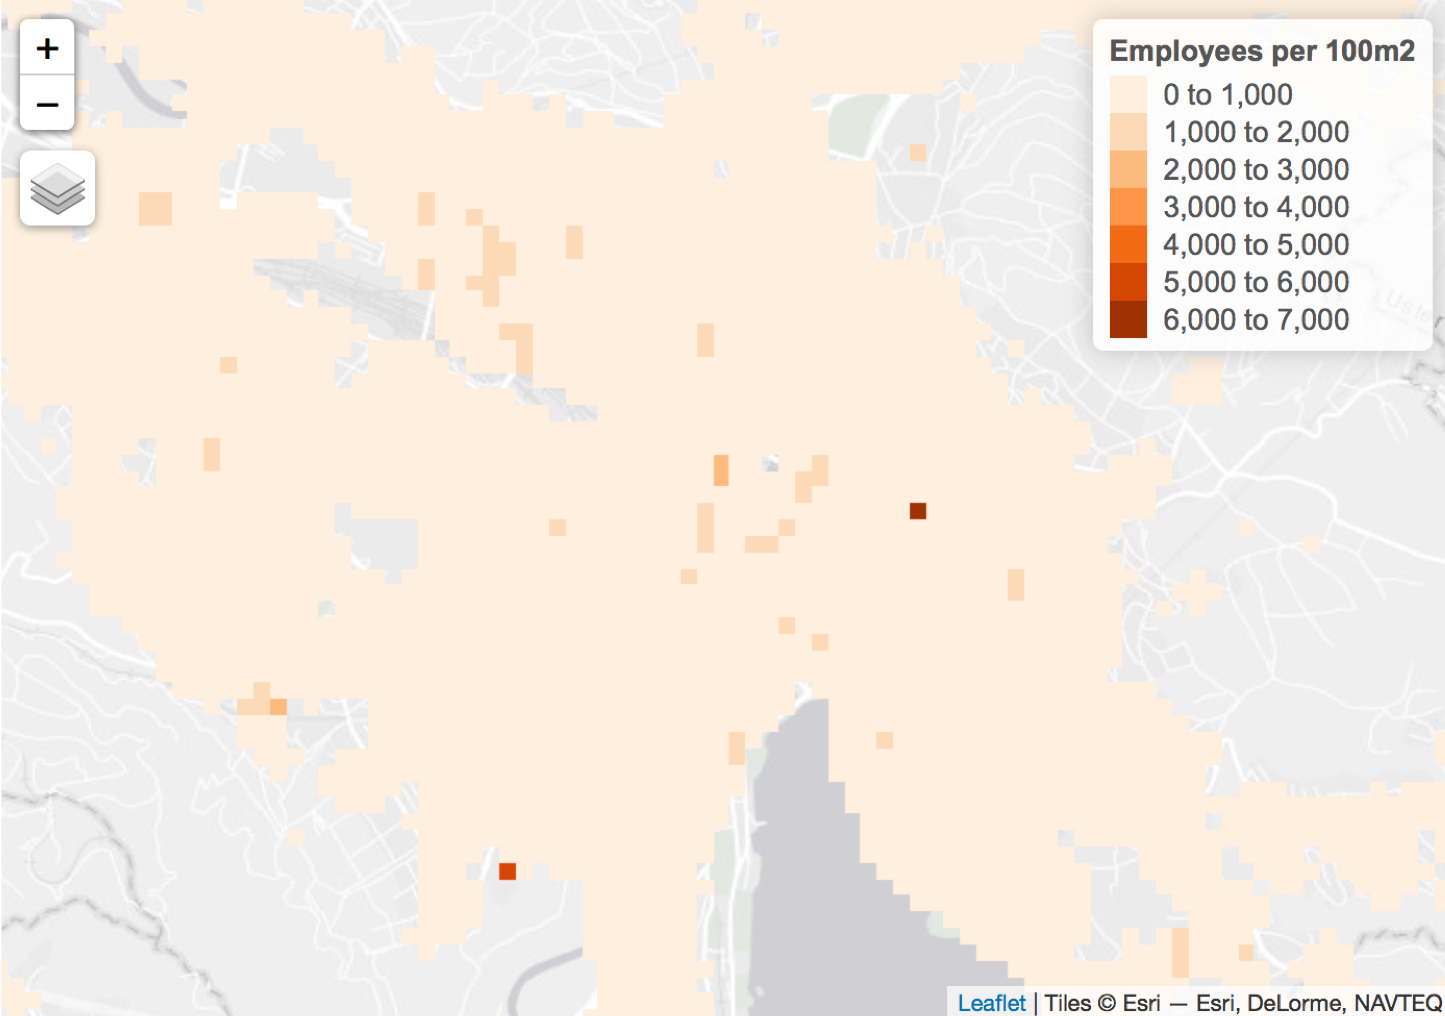 +
−
Employees per 100m2
0 to 1,000
1,000 to 2,000
2,000 to 3,000
3,000 to 4,000
4,000 to 5,000
5,000 to 6,000
6,000 to 7,000
Uster
Leaflet | Tiles © Esri — Esri, DeLorme, NAVTEQ